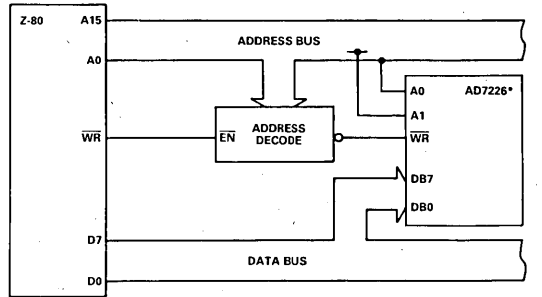 Z-80
A15
ADDRESS BUS
A0
A0
AD7226*
A1
WR
EN
ADDRESS
DECODE
WR
DB7
DB0
D7
DATA BUS
D0